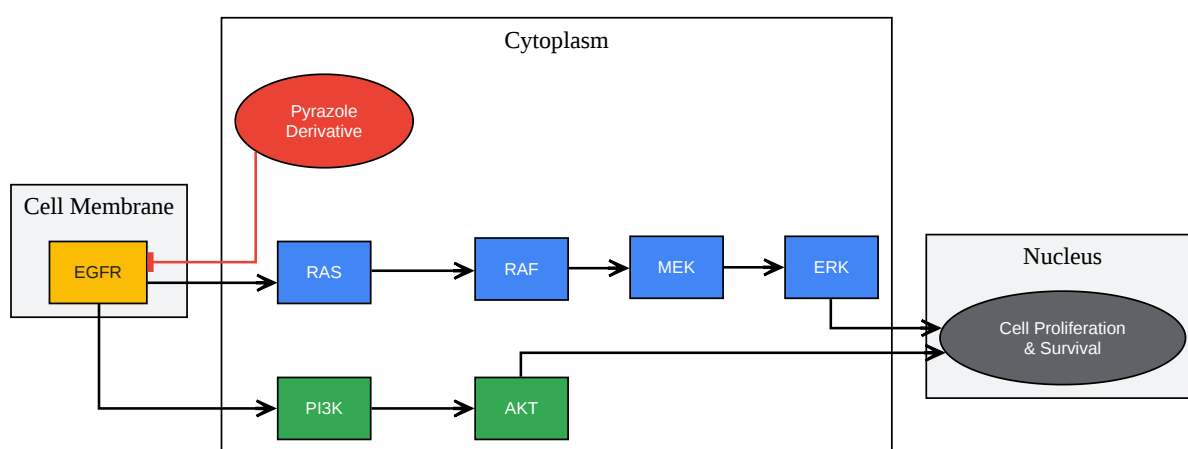 Cytoplasm
Pyrazole
Derivative
Cell Membrane
EGFR
RAS
RAF
MEK
ERK
Nucleus
Cell Proliferation
& Survival
PI3K
AKT